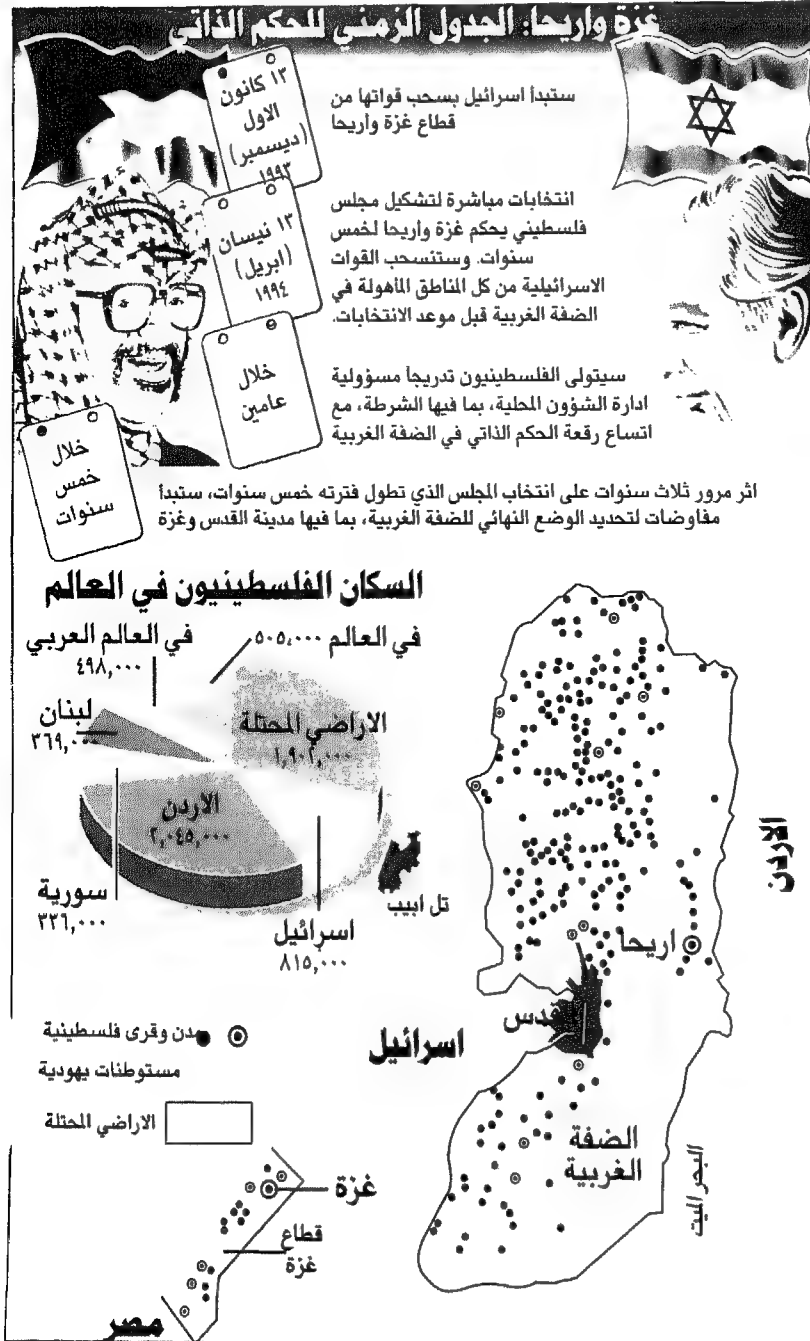 غزة واريحا: الجدول الزمني للحكم الذاتي
١٣ كانون
الاول
(ديسمبر)
١٩٩٣
ستبدأ اسرائيل بسحب قواتها من
قطاع غزة واريحا
١٣ نيسان
(ابريل)
١٩٩٤
انتخابات مباشرة لتشكيل مجلس
فلسطيني يحكم غزة واريحا لخمس
سنوات. وستنسحب القوات
الاسرائيلية من كل المناطق المأهولة في
الضفة الغربية قبل موعد الانتخابات.
خلال
عامين
سيتولى الفلسطينيون تدريجاً مسؤولية
ادارة الشؤون المحلية، بما فيها الشرطة، مع
اتساع رقعة الحكم الذاتي في الضفة الغربية
خلال
خمس
سنوات
اثر مرور ثلاث سنوات على انتخاب المجلس الذي تطول فترته خمس سنوات، ستبدأ
مفاوضات لتحديد الوضع النهائي للضفة الغربية، بما فيها مدينة القدس وغزة
السكان الفلسطينيون في العالم
في العالم ٥٠٥،٠٠٠
في العالم العربي
٤٩٨,٠٠٠
الاراضي المحتلة
١,٩٠٢,٠٠٠
لبنان
٣٦٩,٠٠٠
الاردن
٢,٠٤٥,٠٠٠
سورية
٣٣٦,٠٠٠
اسرائيل
٨١٥,٠٠٠
تل ابيب
الاردن
اريحا
القدس
اسرائيل
الضفة
الغربية
البحر الميت
مدن وقرى فلسطينية
مستوطنات يهودية
الاراضي المحتلة
غزة
قطاع
غزة
مصر